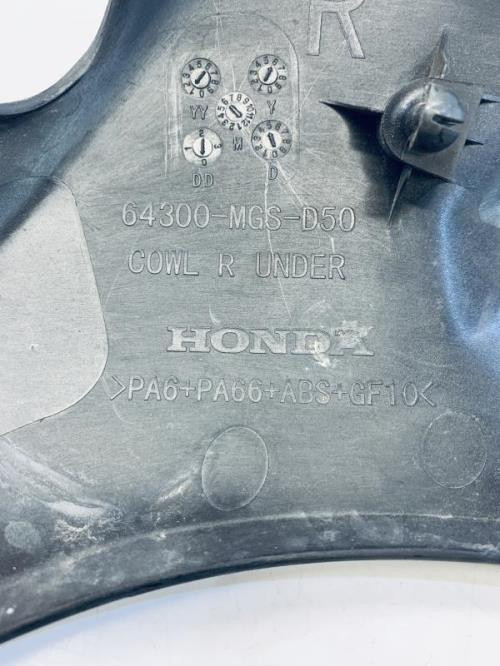 R
YY Y
M
DD D
64300-MGS-D50
COWL R UNDER
HONDA
>PA6+PA66+ABS+GF10<